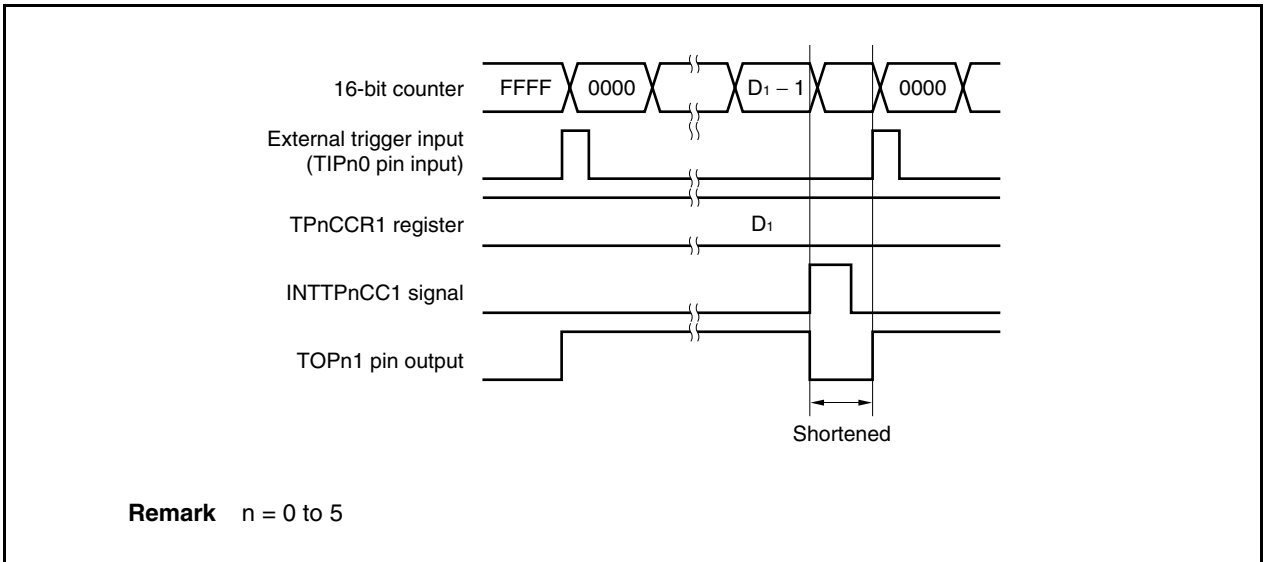 16-bit counter FFFF 0000 D₁ – 1 0000
External trigger input
(TIPn0 pin input)
TPnCCR1 register D₁
INTTPnCC1 signal
TOPn1 pin output
Shortened
Remark n = 0 to 5